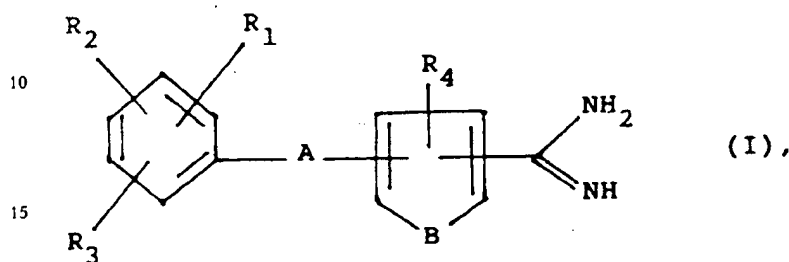 R₂ R₁
10 R₄ NH₂
A (I),
NH
15 B
R₃